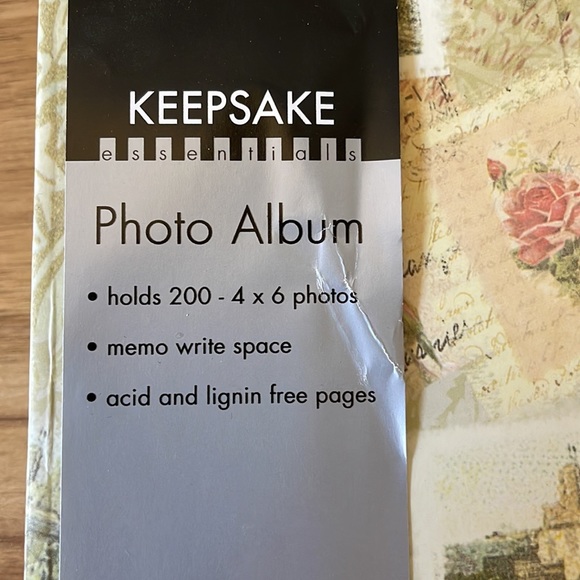 KEEPSAKE
essentials
Photo Album
• holds 200 - 4 x 6 photos
• memo write space
• acid and lignin free pages